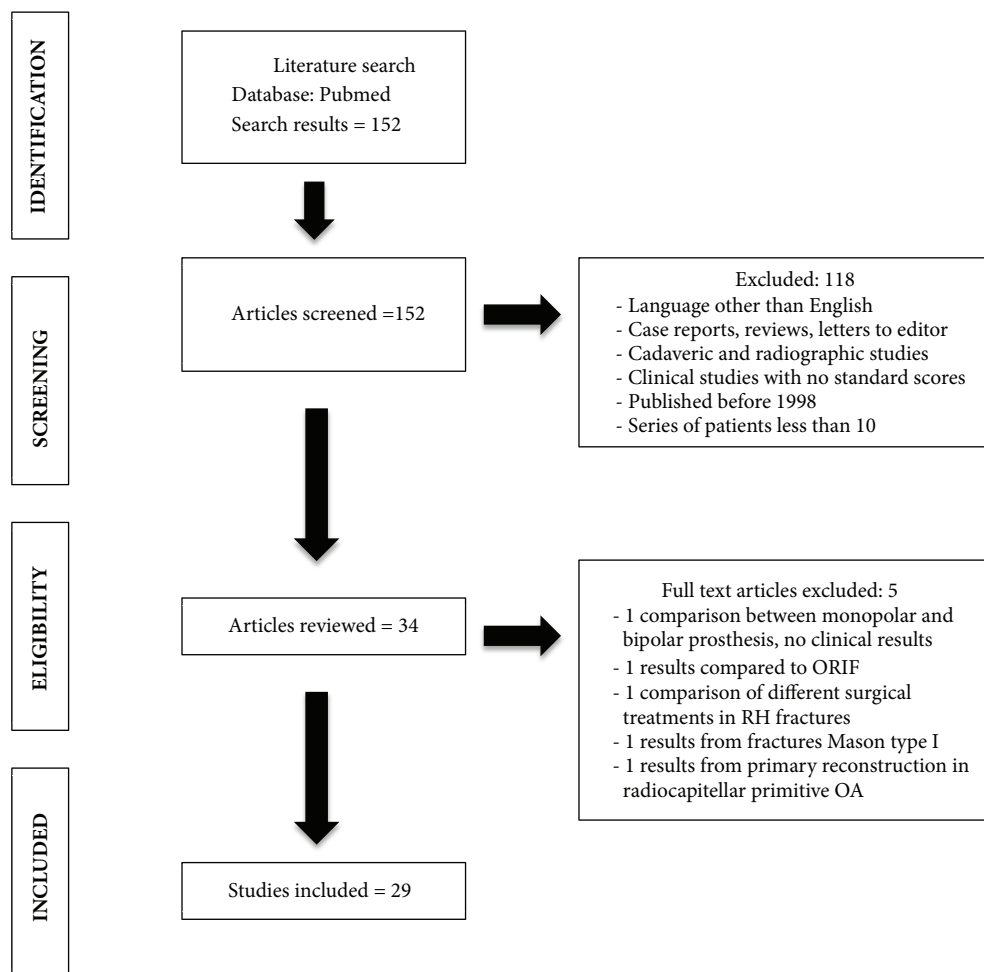 IDENTIFICATION
Literature search
Database: Pubmed
Search results = 152
SCREENING
Articles screened =152
Excluded: 118
- Language other than English
- Case reports, reviews, letters to editor
- Cadaveric and radiographic studies
- Clinical studies with no standard scores
- Published before 1998
- Series of patients less than 10
ELIGIBILITY
Articles reviewed = 34
Full text articles excluded: 5
- 1 comparison between monopolar and
bipolar prosthesis, no clinical results
- 1 results compared to ORIF
- 1 comparison of different surgical
treatments in RH fractures
- 1 results from fractures Mason type I
- 1 results from primary reconstruction in
radiocapitellar primitive OA
INCLUDED
Studies included = 29